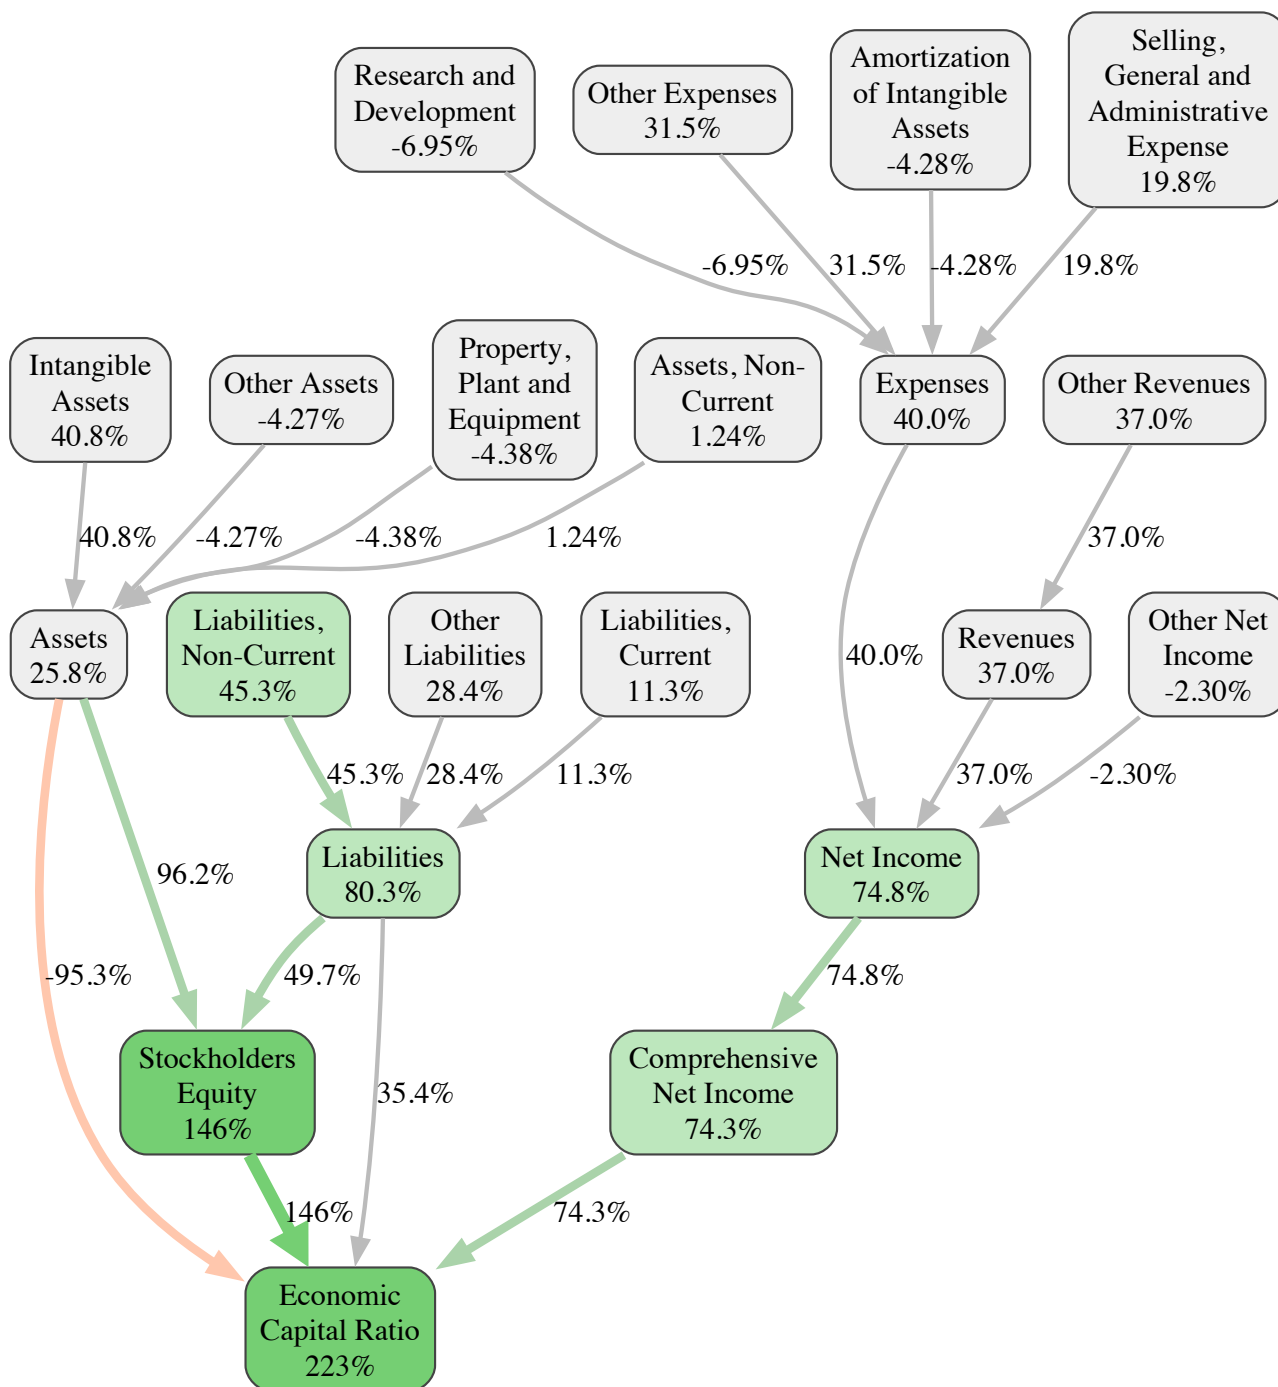 Research and
Development
-6.95%
Other Expenses
31.5%
Amortization
of Intangible
Assets
-4.28%
Selling,
General and
Administrative
Expense
19.8%
-6.95%
31.5%
-4.28%
19.8%
Intangible
Assets
40.8%
Other Assets
-4.27%
Property,
Plant and
Equipment
-4.38%
Assets, Non-
Current
1.24%
Expenses
40.0%
Other Revenues
37.0%
40.8%
-4.27%
-4.38%
1.24%
37.0%
Assets
25.8%
Liabilities,
Non-Current
45.3%
Other
Liabilities
28.4%
Liabilities,
Current
11.3%
40.0%
Revenues
37.0%
Other Net
Income
-2.30%
45.3%
28.4%
11.3%
37.0%
-2.30%
96.2%
Liabilities
80.3%
Net Income
74.8%
-95.3%
49.7%
74.8%
Stockholders
Equity
146%
35.4%
Comprehensive
Net Income
74.3%
146%
74.3%
Economic
Capital Ratio
223%